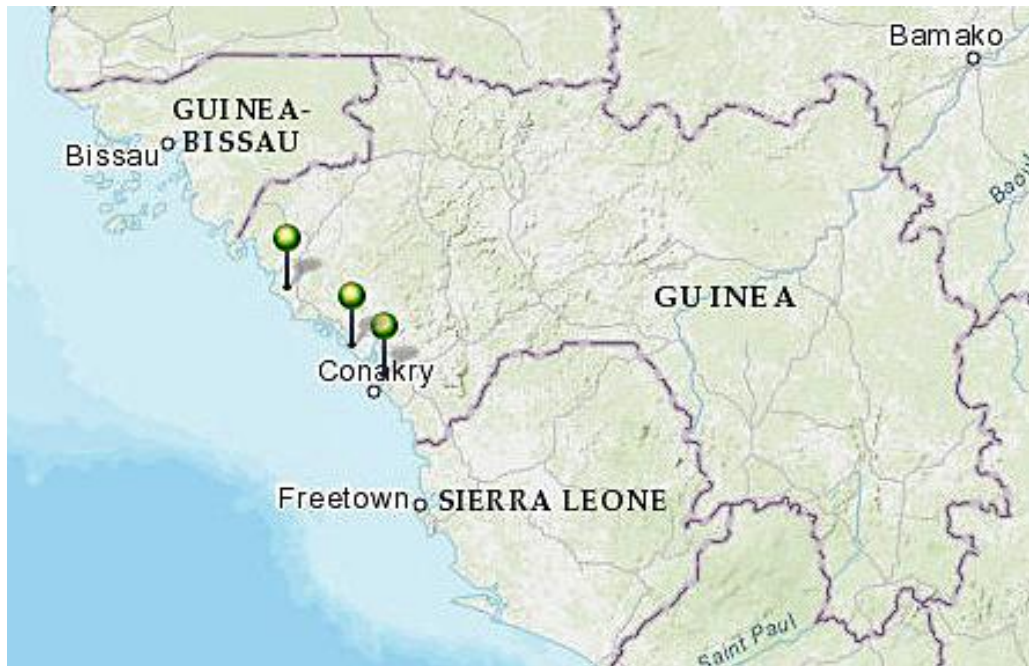 Bamako
GUINEA-
BISSAU
Bissau
GUINEA
Conakry
Freetown
SIERRA LEONE
Saint Paul